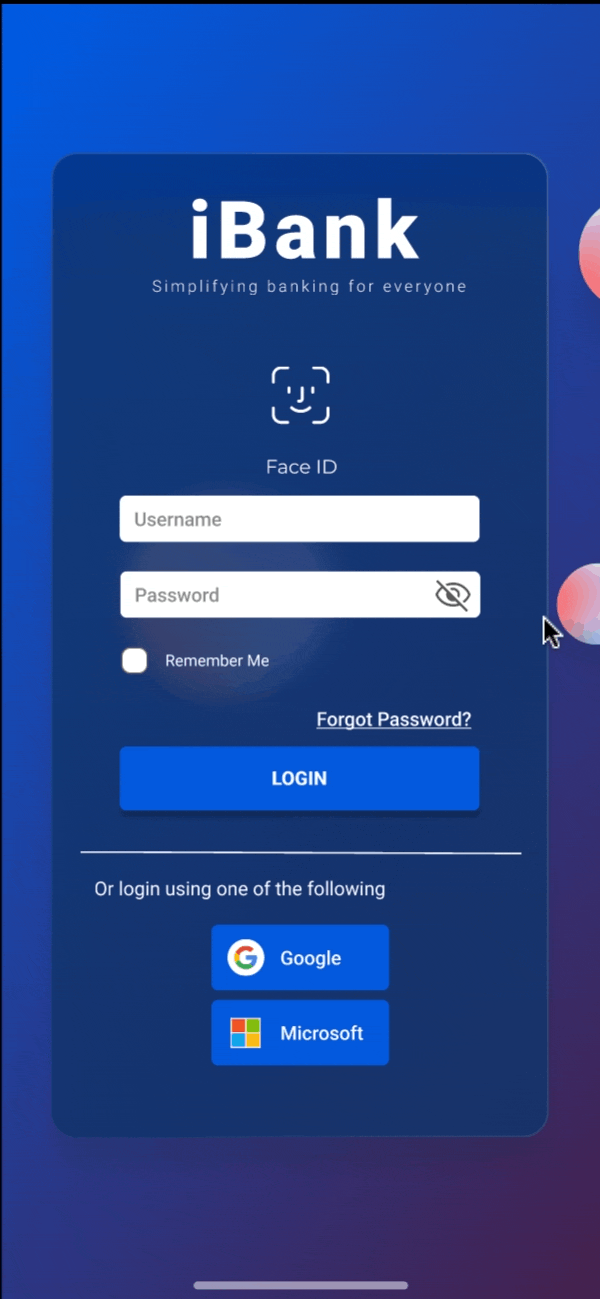 iBank
Simplifying banking for everyone
Face ID
Username
Password
Remember Me
Forgot Password?
LOGIN
Or login using one of the following
Google
Microsoft